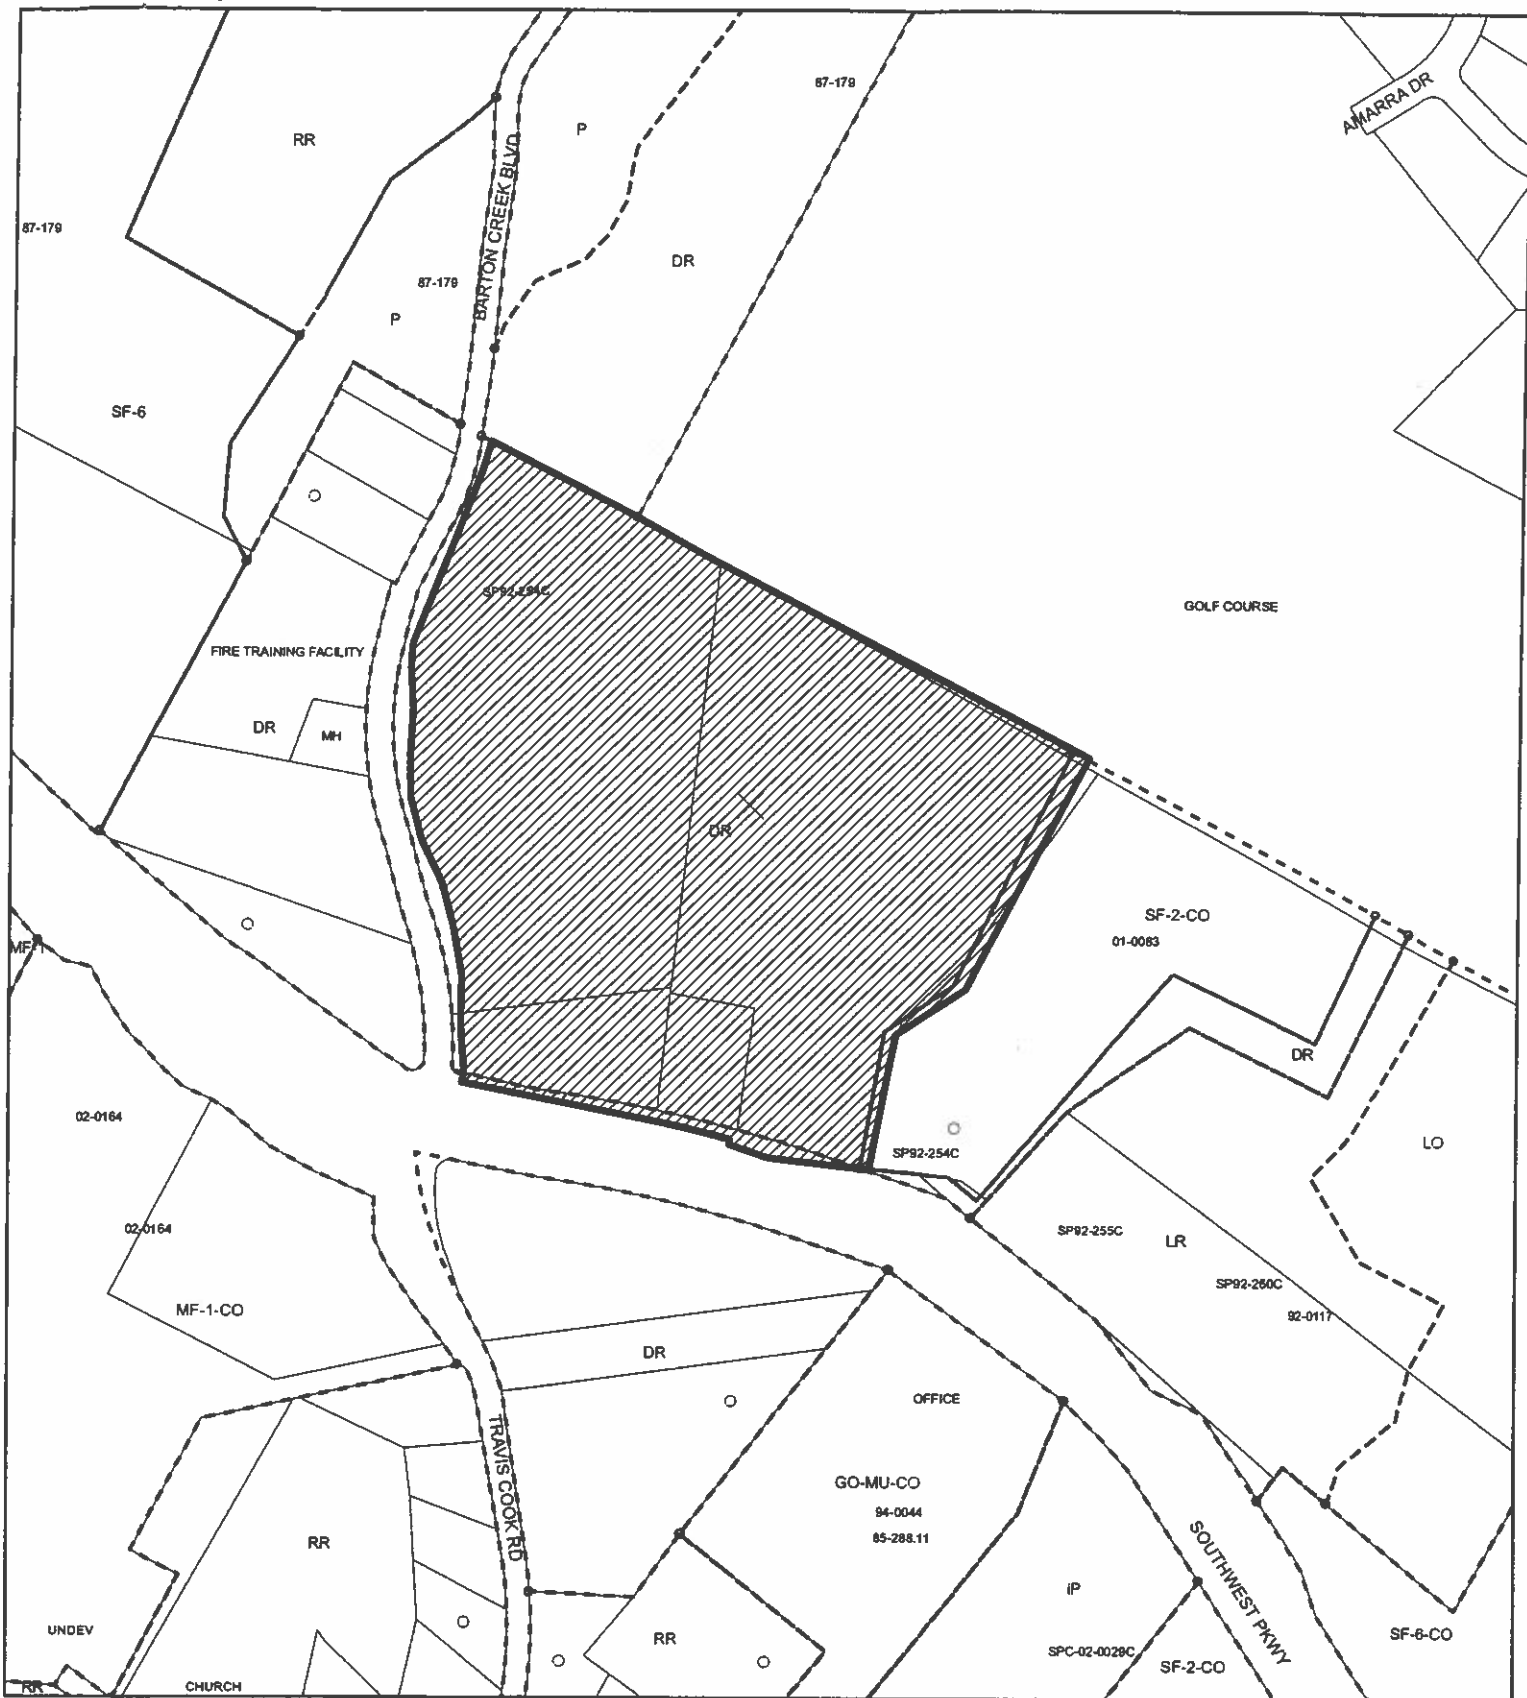 87-179
AMARRA DR
P
RR
BARTON CREEK BLVD
87-179
DR
87-179
P
SF-6
SP92-254C
GOLF COURSE
FIRE TRAINING FACILITY
DR
MH
DR
SF-2-CO
01-0083
MF-1
DR
02-0164
LO
SP92-254C
02-0164
SP92-255C
LR
SP92-260C
92-0117
MF-1-CO
DR
OFFICE
TRAVIS COOK RD
GO-MU-CO
94-0044
85-288.11
RR
SOUTHWEST PKWY
IP
UNDEV
RR
SPC-02-0029C
SF-2-CO
SF-6-CO
RR
CHURCH